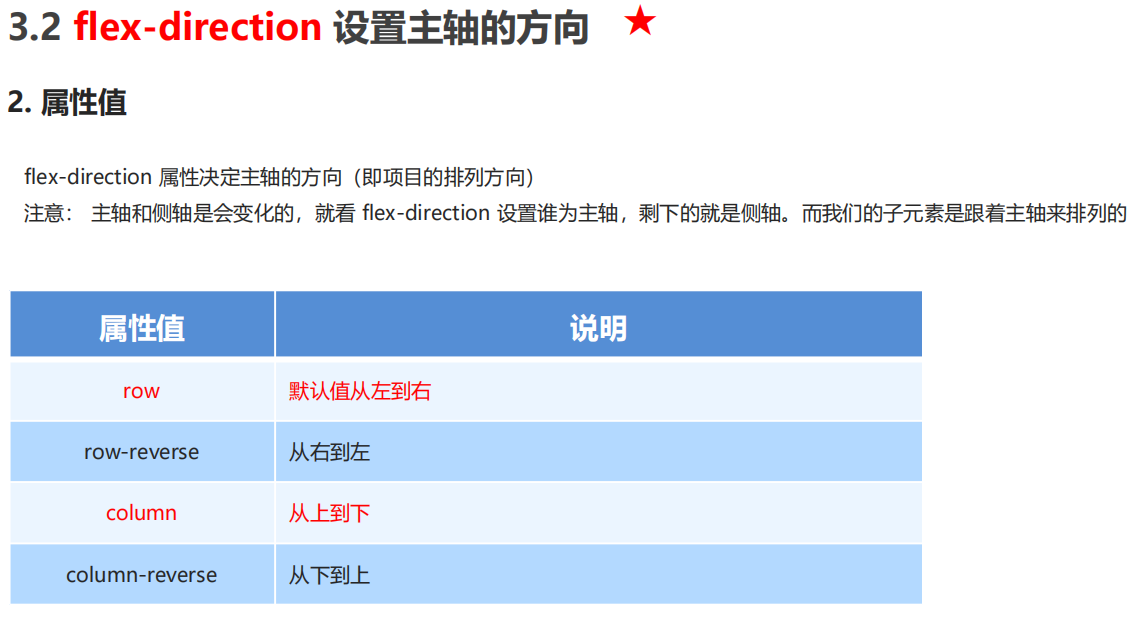 3.2 flex-direction 设置主轴的方向
2. 属性值
flex-direction 属性决定主轴的方向（即项目的排列方向）
注意： 主轴和侧轴是会变化的，就看 flex-direction 设置谁为主轴，剩下的就是侧轴。而我们的子元素是跟着主轴来排列的
属性值 说明
row 默认值从左到右
row-reverse 从右到左
column 从上到下
column-reverse 从下到上